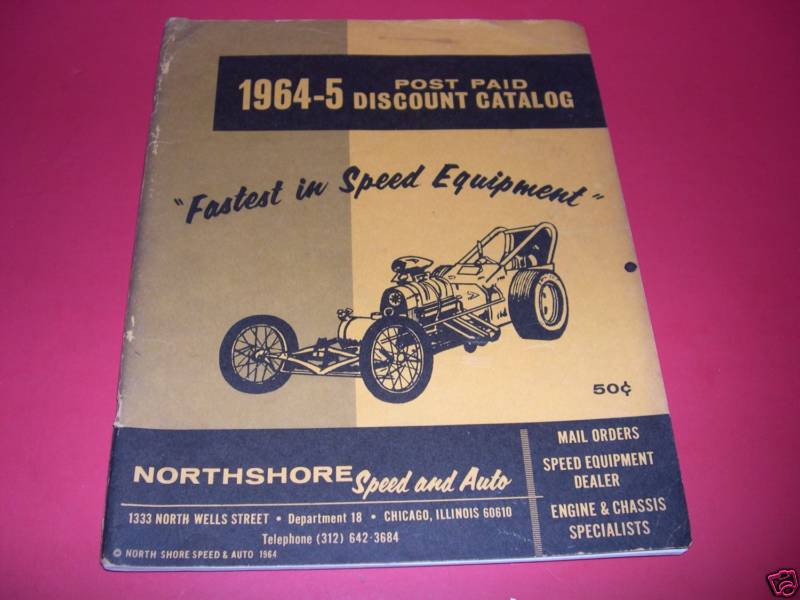 1964-5 POST PAID
DISCOUNT CATALOG
"Fastest in Speed Equipment"
50¢
NORTHSHORE Speed and Auto
1333 NORTH WELLS STREET • Department 18 • CHICAGO, ILLINOIS 60610
Telephone (312) 642-3684
© NORTH SHORE SPEED & AUTO 1964
MAIL ORDERS
SPEED EQUIPMENT
DEALER
ENGINE & CHASSIS
SPECIALISTS